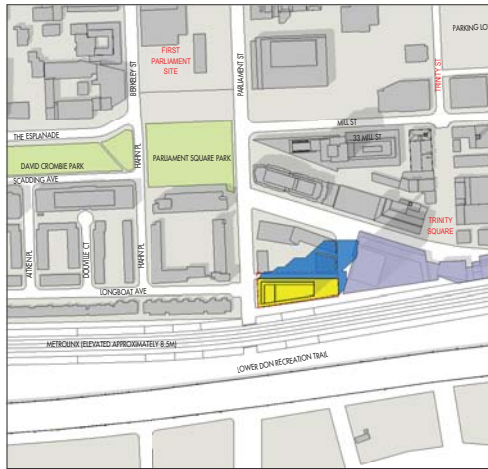 BERKELEY ST
FIRST
PARLIAMENT
SITE
PARLIAMENT ST
PARKING LO
TRINITY ST
THE ESPLANADE
MILL ST
33 MILL ST
DAVID CROMBIE PARK
HAHN PL
PARLIAMENT SQUARE PARK
SCADDING AVE
AITKEN PL
DOUVILLE CT
HAHN PL
TRINITY
SQUARE
LONGBOAT AVE
METROLINX (ELEVATED APPROXIMATELY 8.5M)
LOWER DON RECREATION TRAIL